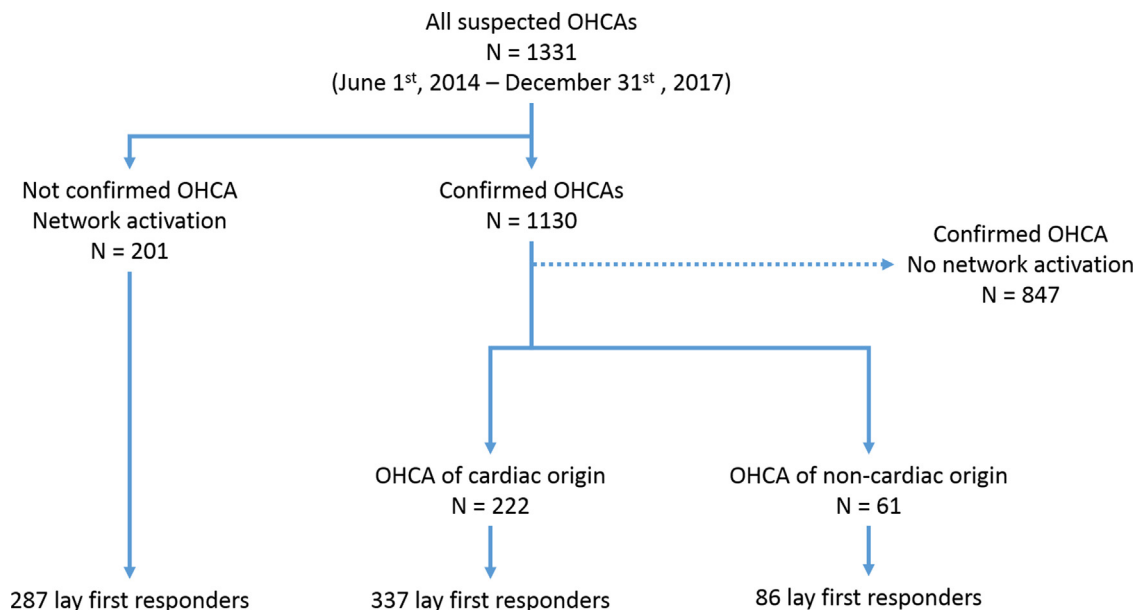 All suspected OHCAs
N = 1331
(June 1st, 2014 – December 31st , 2017)
Not confirmed OHCA
Network activation
N = 201
Confirmed OHCAs
N = 1130
Confirmed OHCA
No network activation
N = 847
OHCA of cardiac origin
N = 222
OHCA of non-cardiac origin
N = 61
287 lay first responders
337 lay first responders
86 lay first responders